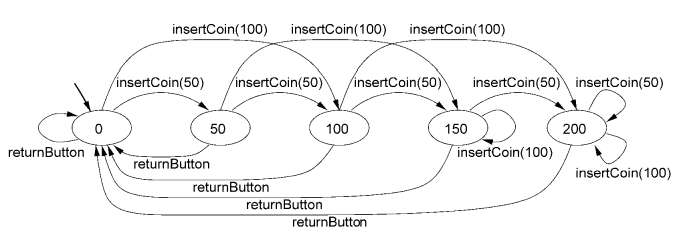 insertCoin(100) insertCoin(100) insertCoin(100)
insertCoin(50) insertCoin(50) insertCoin(50) insertCoin(50) insertCoin(50)
0 50 100 150 200
returnButton
returnButton
insertCoin(100)
insertCoin(100)
returnButton
returnButton
returnButton